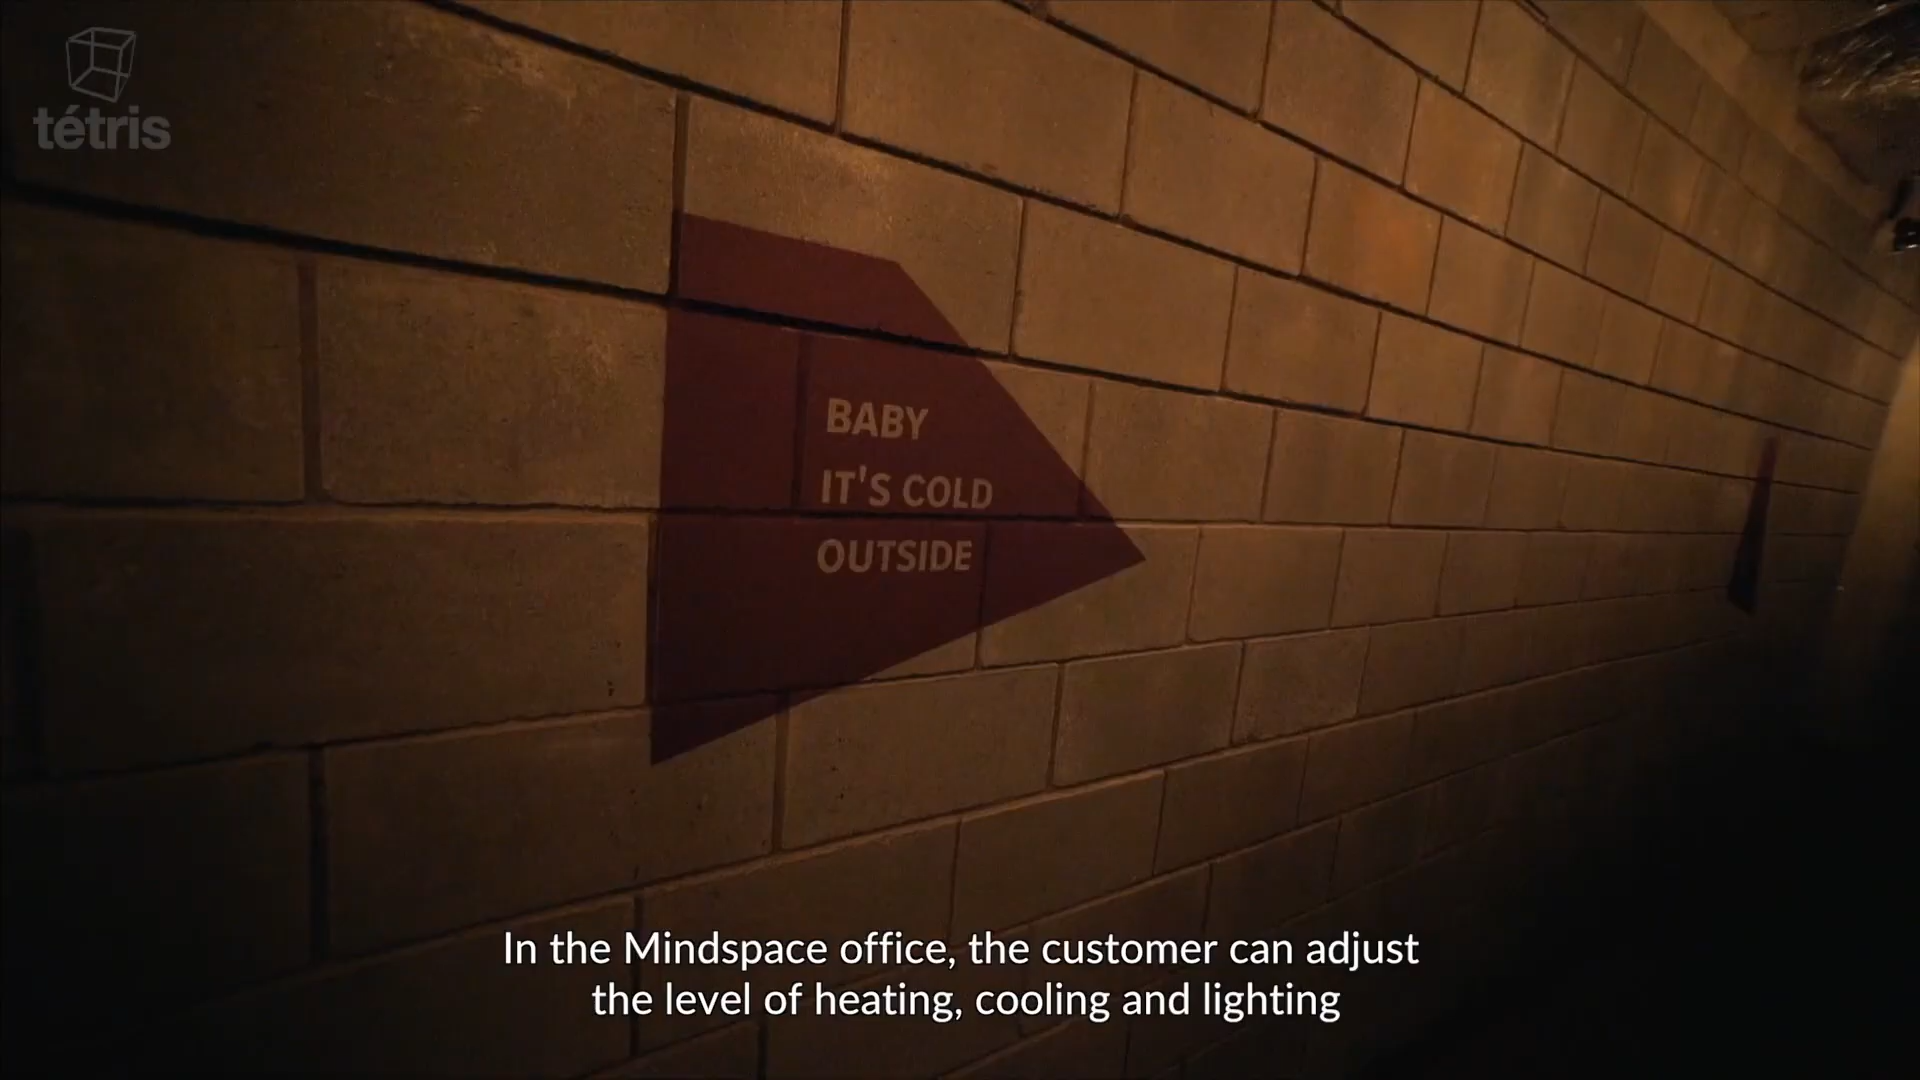 tétris
BABY
IT'S COLD
OUTSIDE
In the Mindspace office, the customer can adjust
the level of heating, cooling and lighting